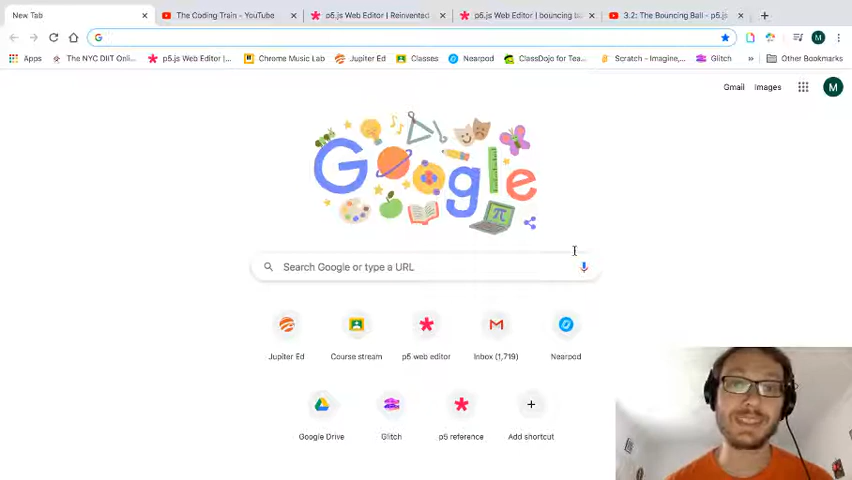 New Tab
The Coding Train - YouTube
p5.js Web Editor | Reinvented
p5.js Web Editor | bouncing b
3.2: The Bouncing Ball - p5.js
Apps
The NYC DIIT Onli...
p5.js Web Editor |...
Chrome Music Lab
Jupiter Ed
Classes
Nearpod
ClassDojo for Tea...
Scratch - Imagine,...
Glitch
»
Other Bookmarks
M
Gmail
Images
M
Google
π
Search Google or type a URL
Jupiter Ed
Course stream
p5 web editor
Inbox (1,719)
Nearpod
Google Drive
Glitch
p5 reference
Add shortcut